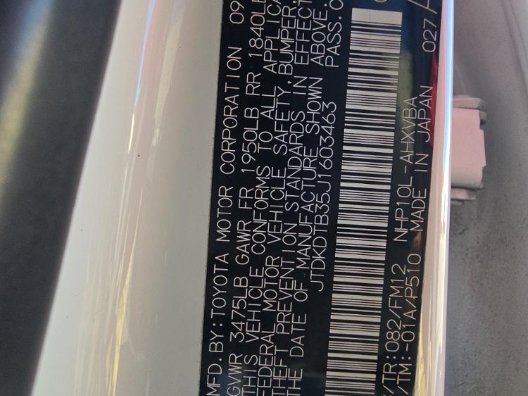 MFD. BY: TOYOTA MOTOR CORPORATION 09
GVWR 3475LB GAWR FR 1950LB RR 1840LB
THIS VEHICLE CONFORMS TO ALL APPLICA
FEDERAL MOTOR VEHICLE SAFETY, BUMPER,
THEFT PREVENTION STANDARDS IN EFFECT
THE DATE OF MANUFACTURE SHOWN ABOVE.
JTDKDTB35J1603463 PASS.C
/TR: 082/FM12 NHP10L-AHXVBA
/TM: -01A/P510 MADE IN JAPAN 027